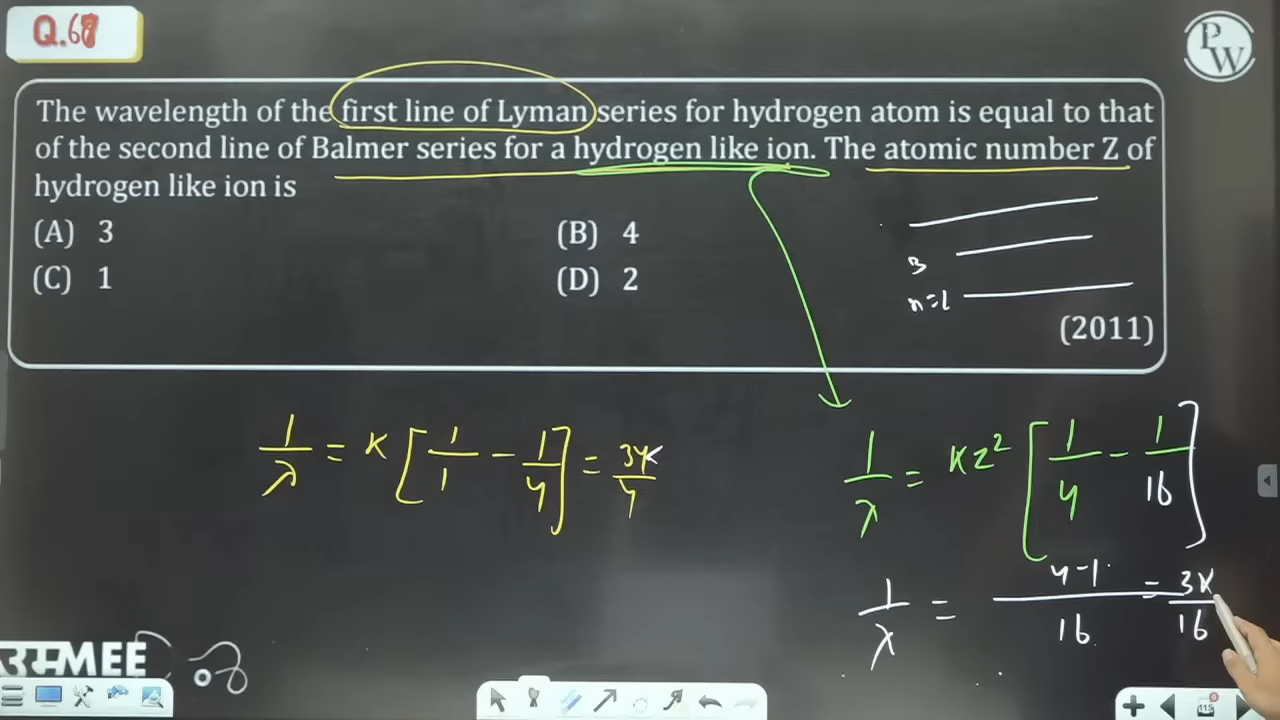 Q.68
PW
The wavelength of the first line of Lyman series for hydrogen atom is equal to that
of the second line of Balmer series for a hydrogen like ion. The atomic number Z of
hydrogen like ion is
(A) 3
(B) 4
(C) 1
(D) 2
3
n=1
(2011)
1/λ = K [1/1 - 1/4] = 3K/4
1/λ = KZ² [1/4 - 1/16]
1/λ = 4-1/16 = 3K/16
उम्MEE